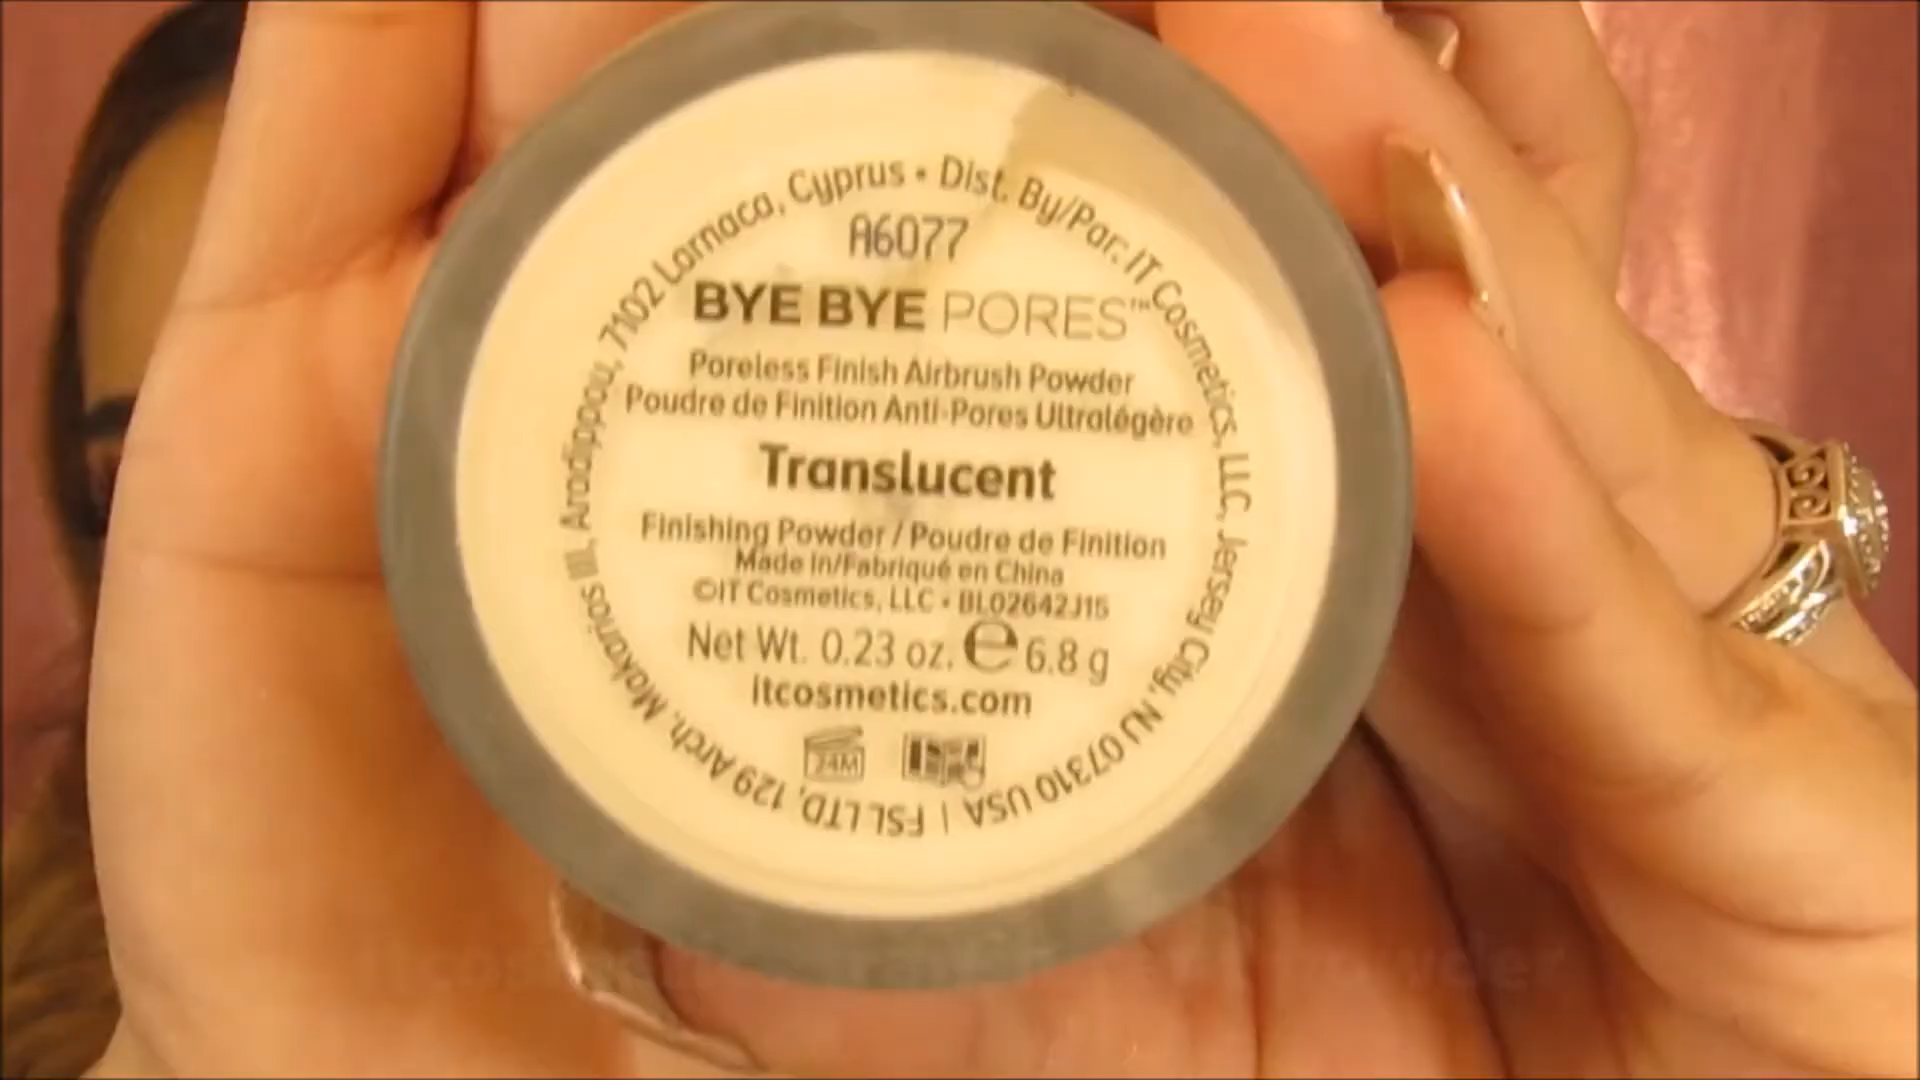 FSL LTD, 129 Arch. Makarios III, Aradippou, 7102 Larnaca, Cyprus • Dist. By/Par: IT Cosmetics, LLC, Jersey City, NJ 07310 USA |
A6077
BYE BYE PORES™
Poreless Finish Airbrush Powder
Poudre de Finition Anti-Pores Ultralégère
Translucent
Finishing Powder / Poudre de Finition
Made In/Fabriqué en China
©IT Cosmetics, LLC • BL02642J15
Net Wt. 0.23 oz. e 6.8 g
itcosmetics.com
24M